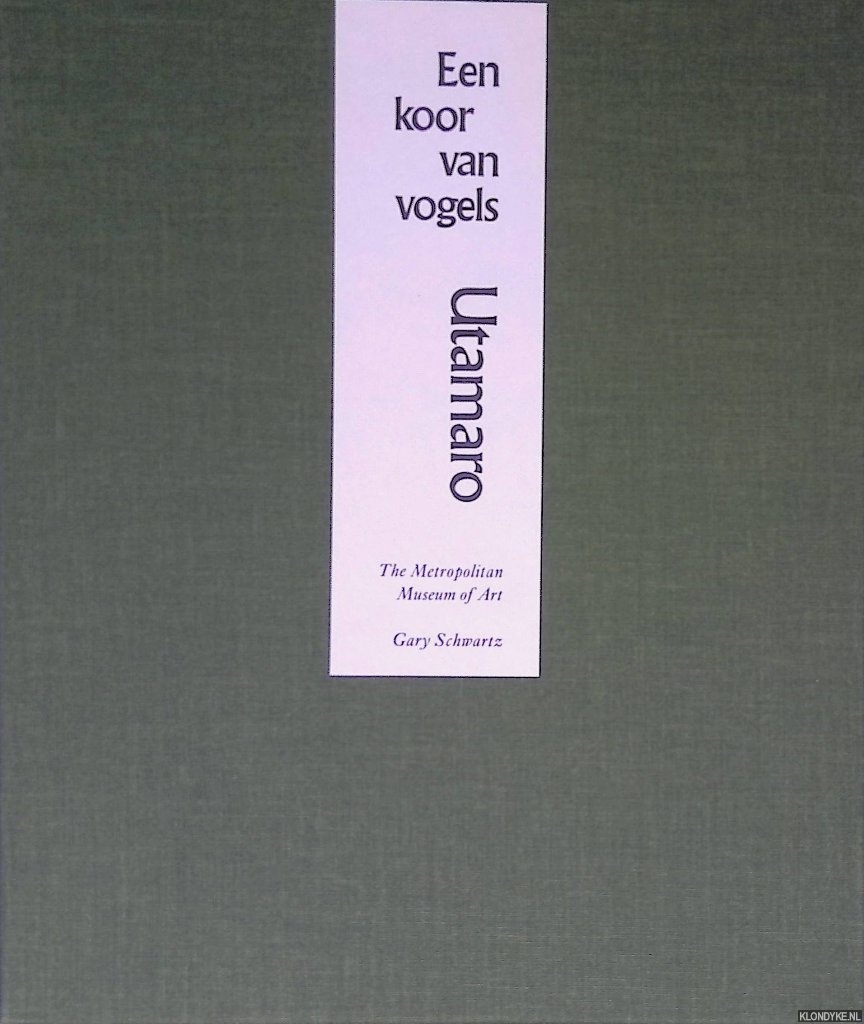 Een
koor
van
vogels
Utamaro
The Metropolitan
Museum of Art
Gary Schwartz
KLONDYKE.NL